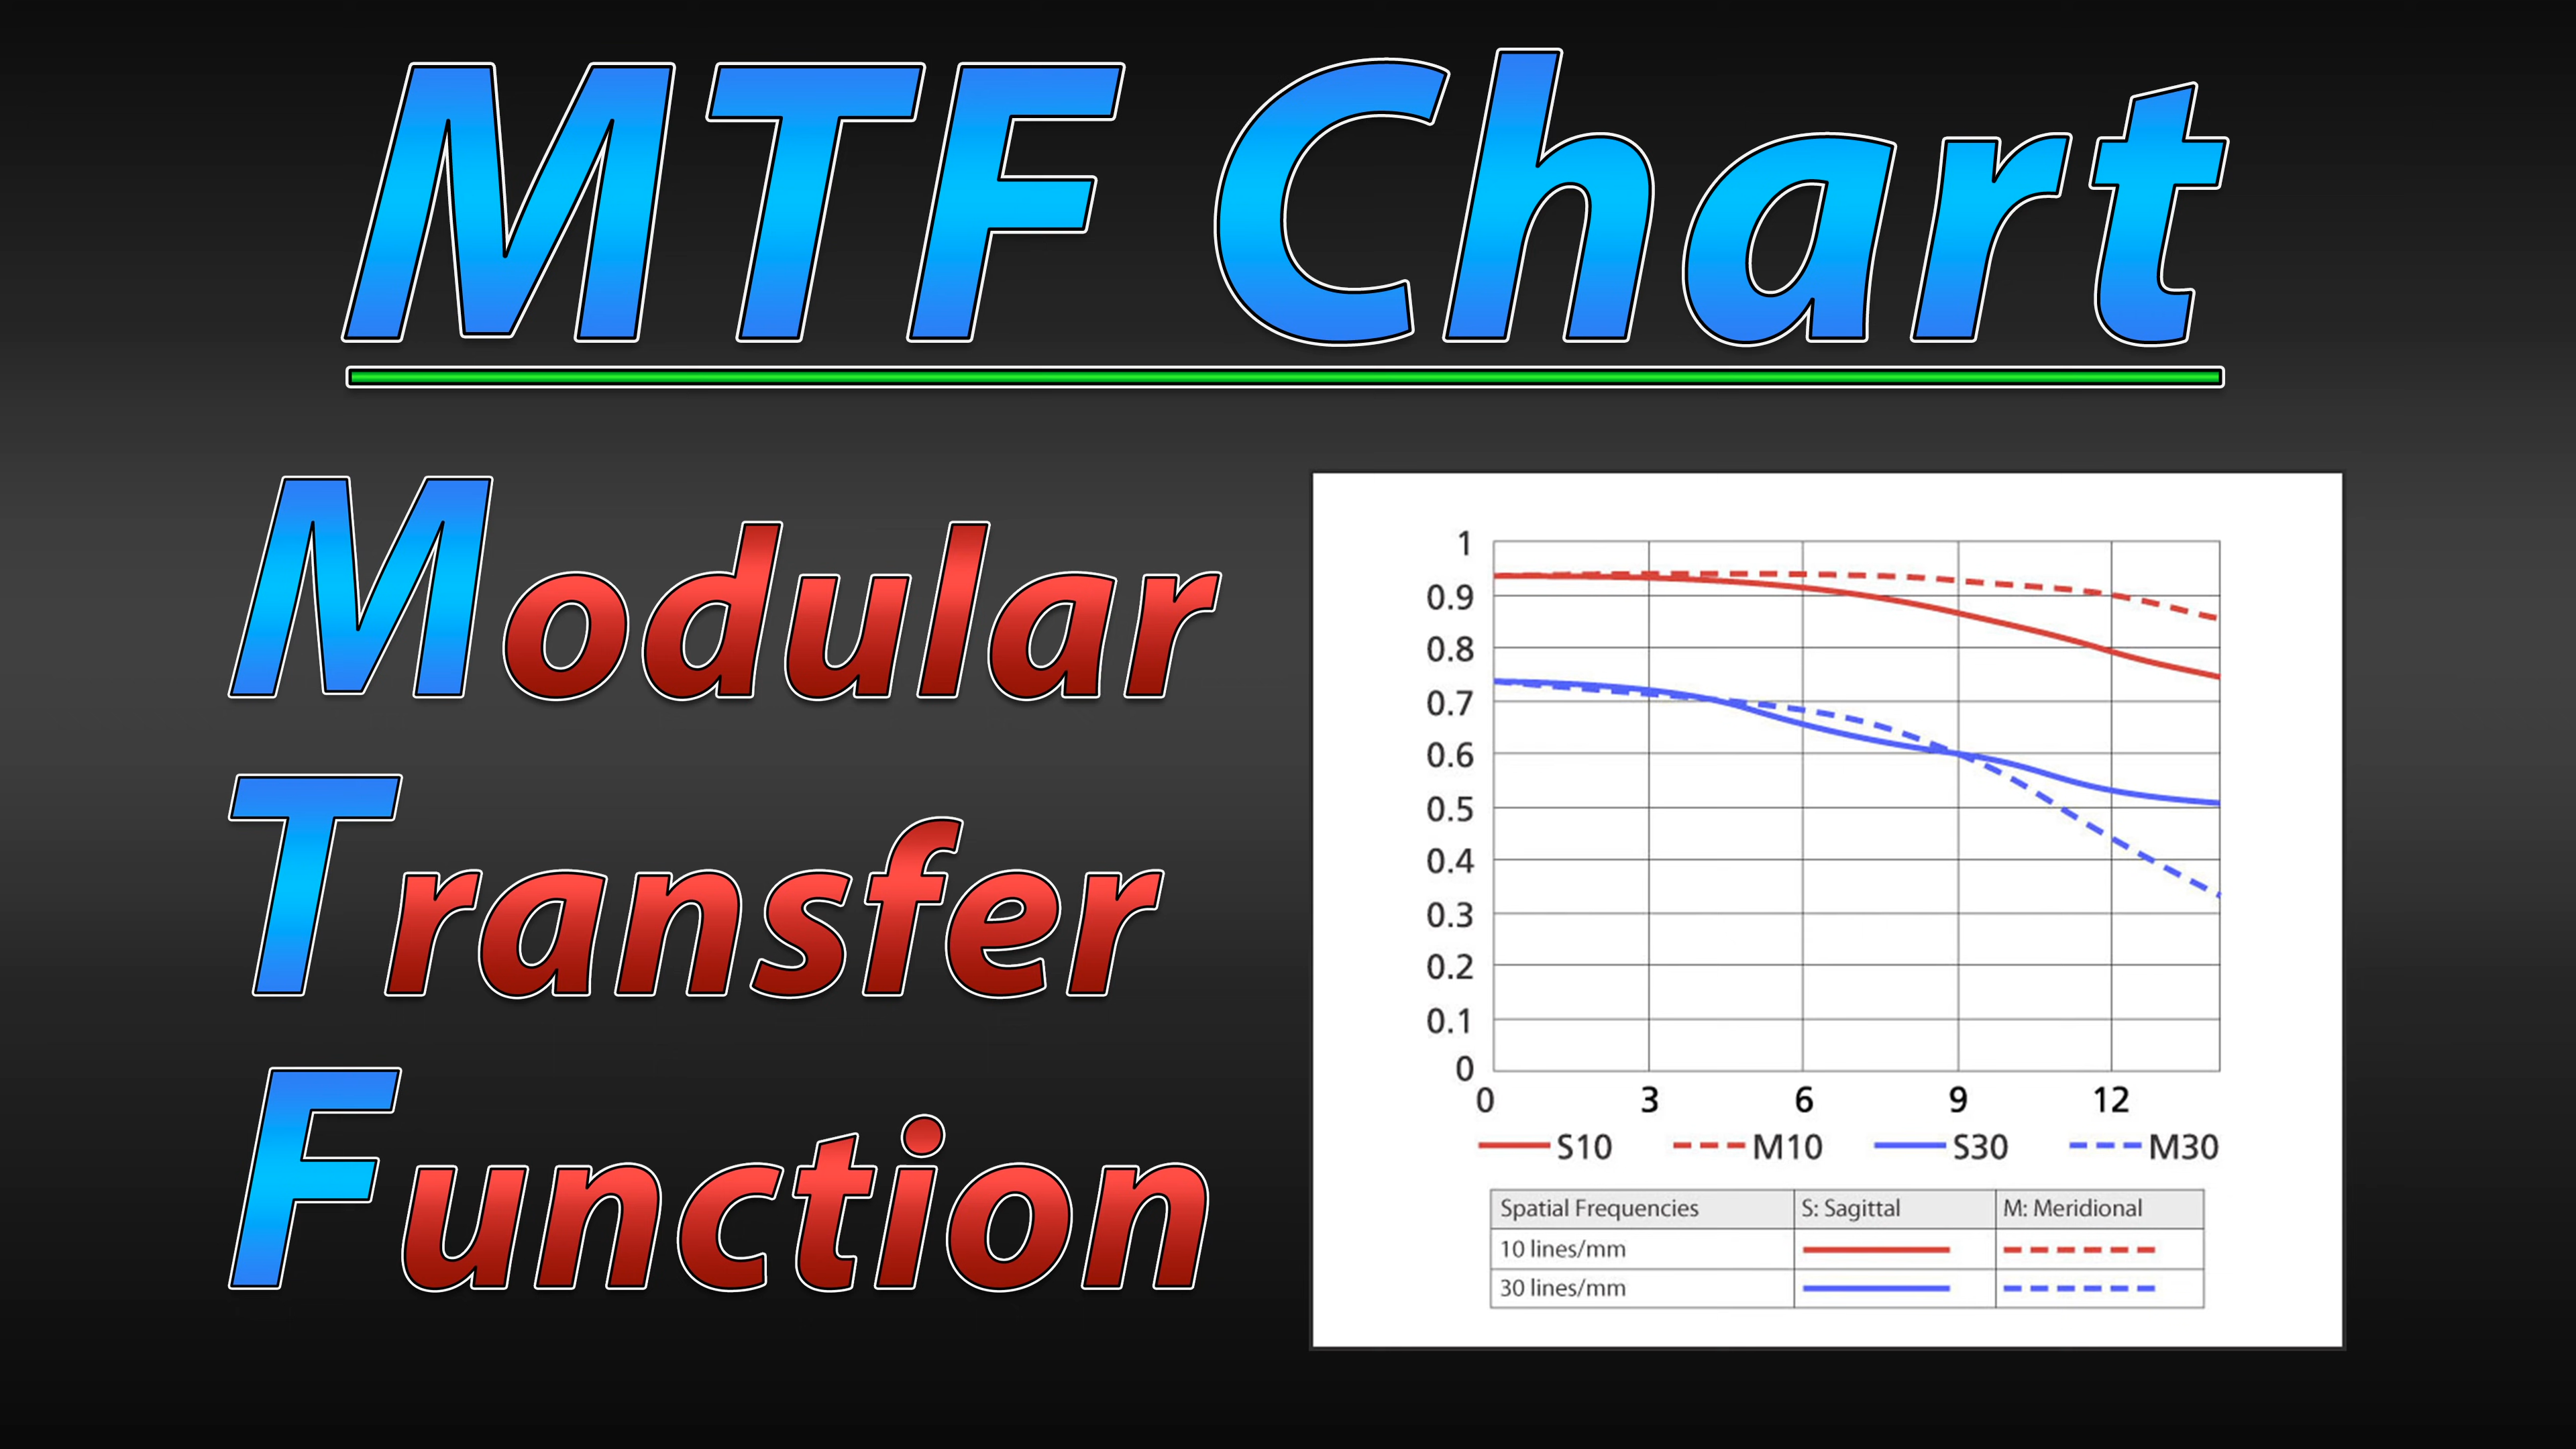 MTF Chart
Modular
Transfer
Function
1
0.9
0.8
0.7
0.6
0.5
0.4
0.3
0.2
0.1
0
0 3 6 9 12
S10 M10 S30 M30
Spatial Frequencies S: Sagittal M: Meridional
10 lines/mm
30 lines/mm